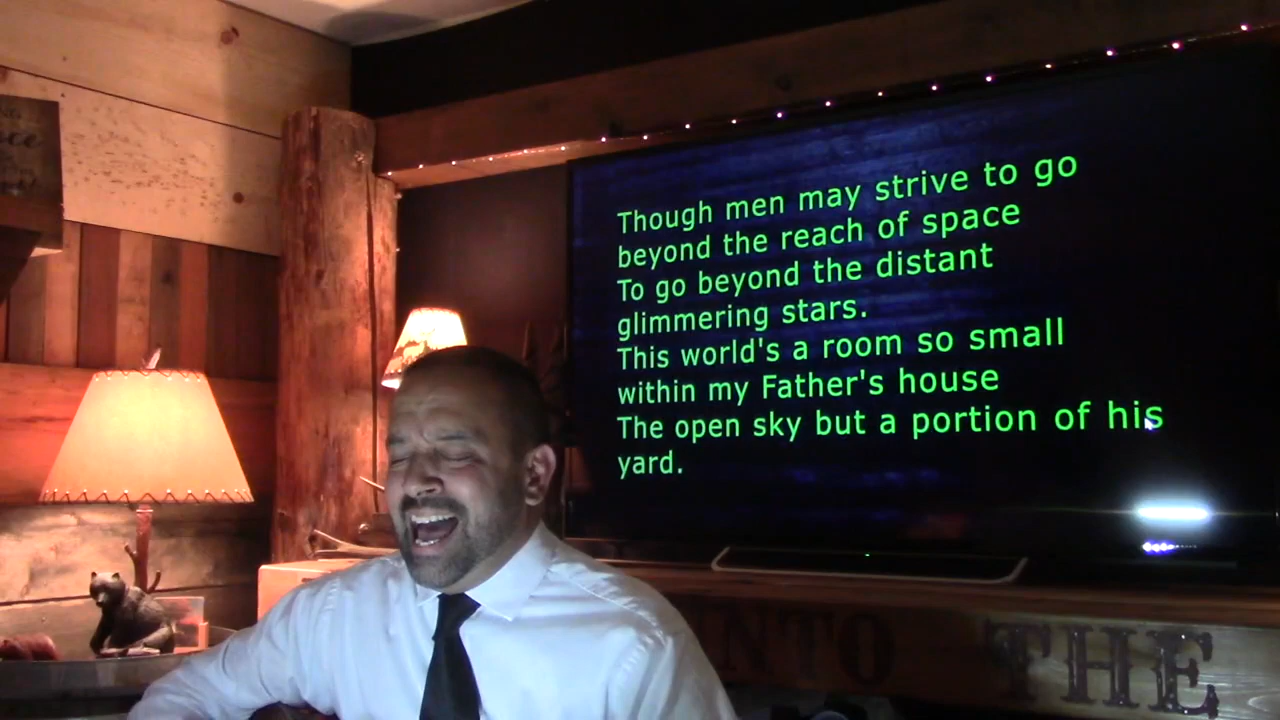 Though men may strive to go
beyond the reach of space
To go beyond the distant
glimmering stars.
This world's a room so small
within my Father's house
The open sky but a portion of his
yard.
INTO THE